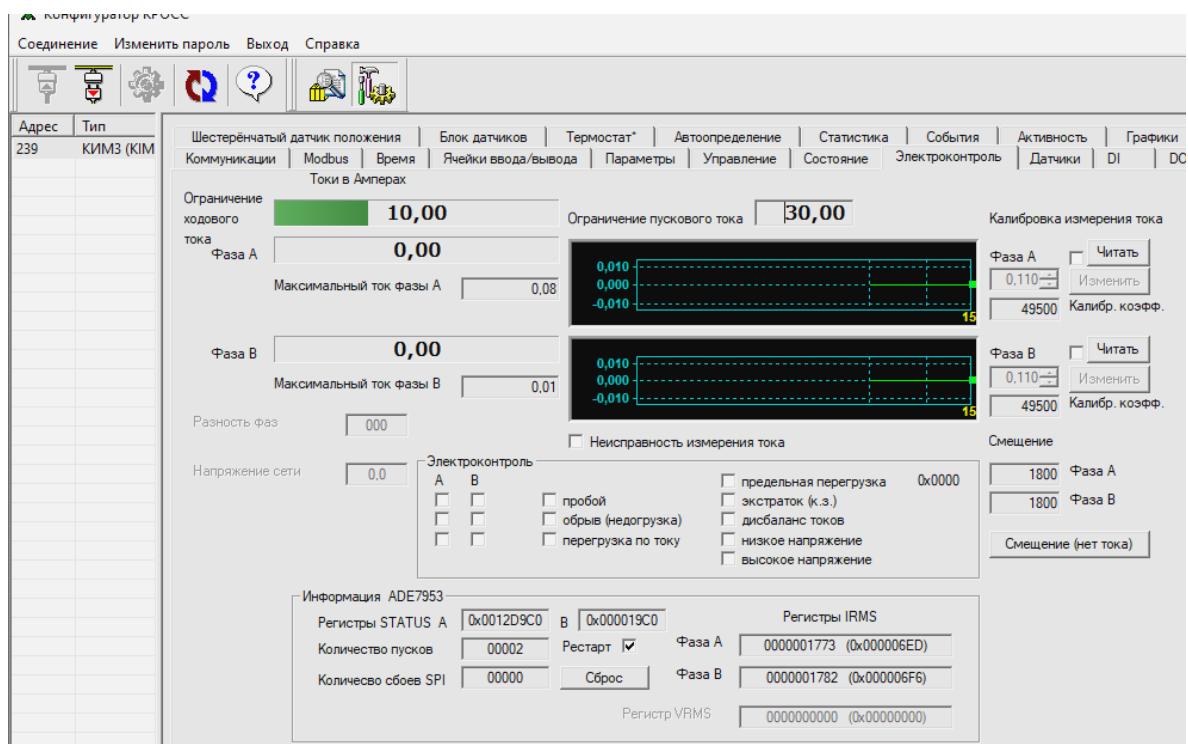 Конфигуратор КРОСС
Соединение Изменить пароль Выход Справка
Адрес Тип
239 КИМ3 (KIM
Шестерёнчатый датчик положения Блок датчиков Термостат* Автоопределение Статистика События Активность Графики
Коммуникации Modbus Время Ячейки ввода/вывода Параметры Управление Состояние Электроконтроль Датчики DI DO
Токи в Амперах
Ограничение
ходового
тока
10,00
Ограничение пускового тока 30,00
Калибровка измерения тока
Фаза А 0,00
Максимальный ток фазы А 0,08
0,010
0,000
-0,010
15
Фаза А Читать
0,110 Изменить
49500 Калибр. коэфф.
Фаза В 0,00
Максимальный ток фазы В 0,01
0,010
0,000
-0,010
15
Фаза В Читать
0,110 Изменить
49500 Калибр. коэфф.
Разность фаз 000
Неисправность измерения тока
Смещение
Напряжение сети 0,0
1800 Фаза А
1800 Фаза В
Смещение (нет тока)
Электроконтроль
А В
пробой
обрыв (недогрузка)
перегрузка по току
предельная перегрузка 0x0000
экстраток (к.з.)
дисбаланс токов
низкое напряжение
высокое напряжение
Информация ADE7953
Регистры STATUS A 0x0012D9C0 B 0x000019C0
Регистры IRMS
Количество пусков 00002 Рестарт
Фаза А 0000001773 (0x000006ED)
Количесво сбоев SPI 00000 Сброс
Фаза В 0000001782 (0x000006F6)
Регистр VRMS 0000000000 (0x00000000)